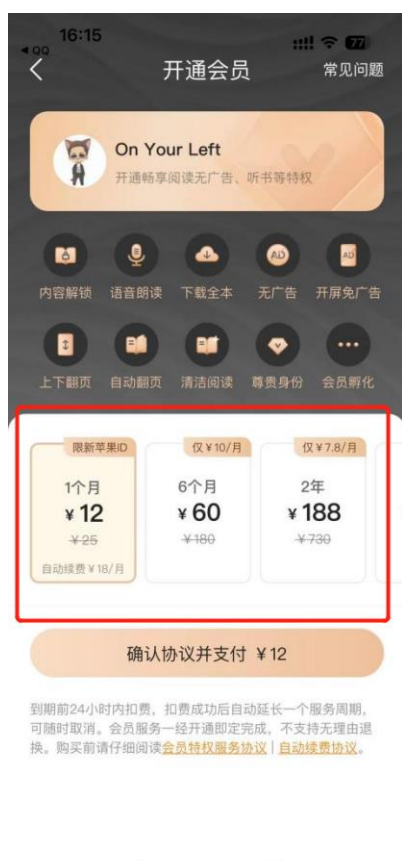 16:15
77
QQ
开通会员
常见问题
On Your Left
开通畅享阅读无广告、听书等特权
内容解锁 语音朗读 下载全本 无广告 开屏免广告
上下翻页 自动翻页 清洁阅读 尊贵身份 会员孵化
限新苹果ID 仅¥10/月 仅¥7.8/月
1个月 6个月 2年
¥12 ¥60 ¥188
¥25 ¥180 ¥730
自动续费¥18/月
确认协议并支付 ¥12
到期前24小时内扣费，扣费成功后自动延长一个服务周期，
可随时取消。会员服务一经开通即定完成，不支持无理由退
换。购买前请仔细阅读会员特权服务协议 | 自动续费协议。